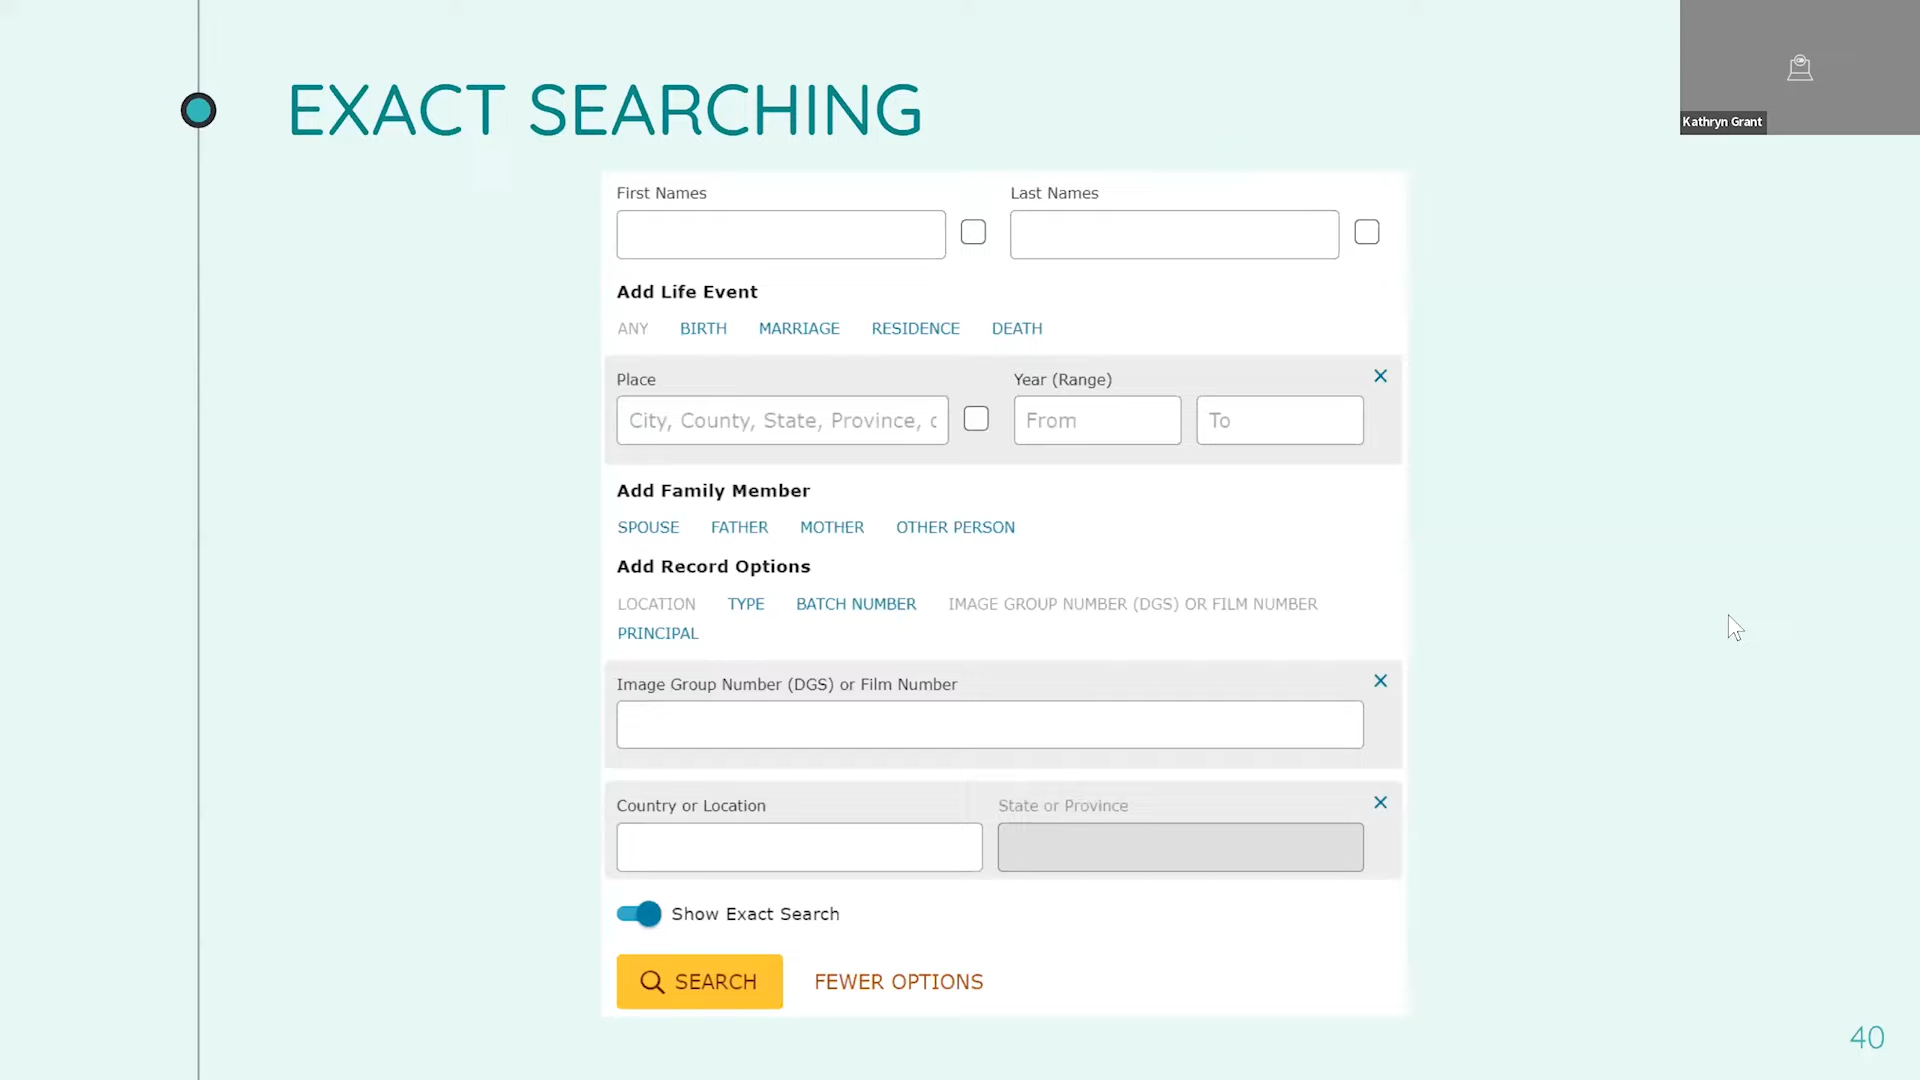 EXACT SEARCHING
Kathryn Grant
First Names
Last Names
Add Life Event
ANY BIRTH MARRIAGE RESIDENCE DEATH
Place
Year (Range)
City, County, State, Province, c
From
To
Add Family Member
SPOUSE FATHER MOTHER OTHER PERSON
Add Record Options
LOCATION TYPE BATCH NUMBER IMAGE GROUP NUMBER (DGS) OR FILM NUMBER
PRINCIPAL
Image Group Number (DGS) or Film Number
Country or Location
State or Province
Show Exact Search
SEARCH
FEWER OPTIONS
40